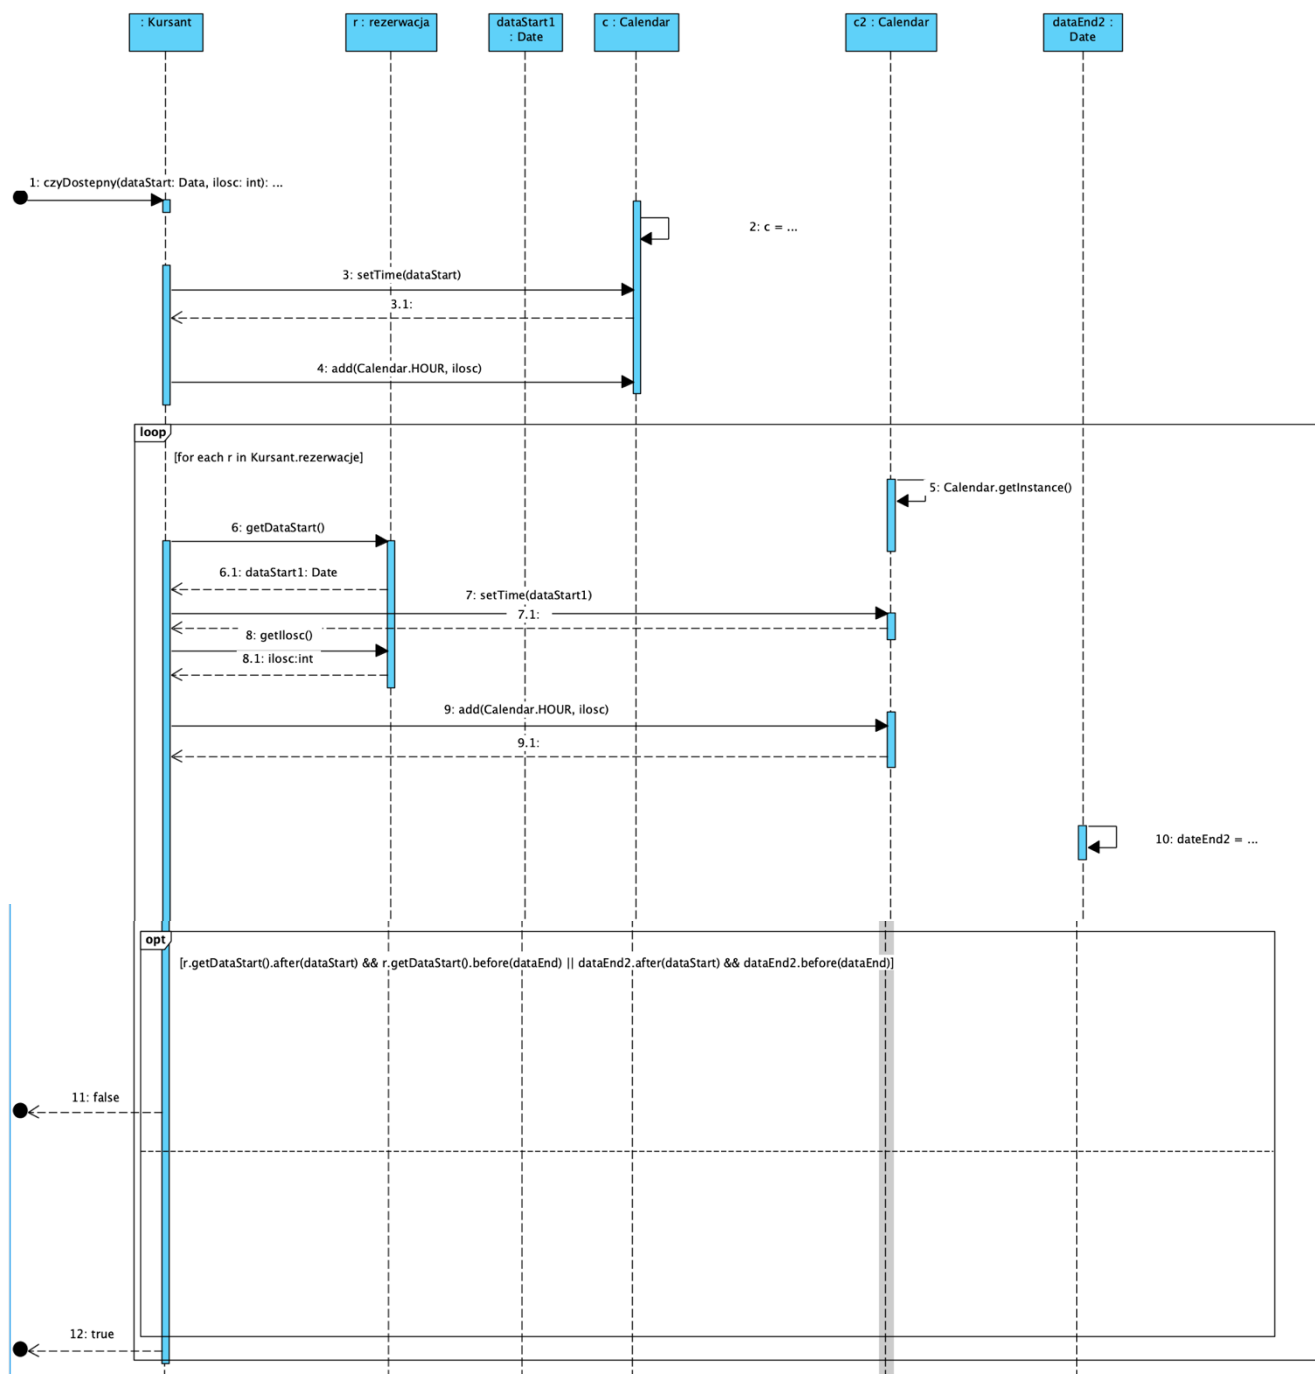 : Kursant
r : rezerwacja
dataStart1
: Date
c : Calendar
c2 : Calendar
dataEnd2 :
Date
1: czyDostepny(dataStart: Data, ilosc: int): ...
2: c = ...
3: setTime(dataStart)
3.1:
4: add(Calendar.HOUR, ilosc)
loop
[for each r in Kursant.rezerwacje]
5: Calendar.getInstance()
6: getDataStart()
6.1: dataStart1: Date
7: setTime(dataStart1)
7.1:
8: getIlosc()
8.1: ilosc:int
9: add(Calendar.HOUR, ilosc)
9.1:
10: dateEnd2 = ...
opt
[r.getDataStart().after(dataStart) && r.getDataStart().before(dataEnd) || dataEnd2.after(dataStart) && dataEnd2.before(dataEnd)]
11: false
12: true